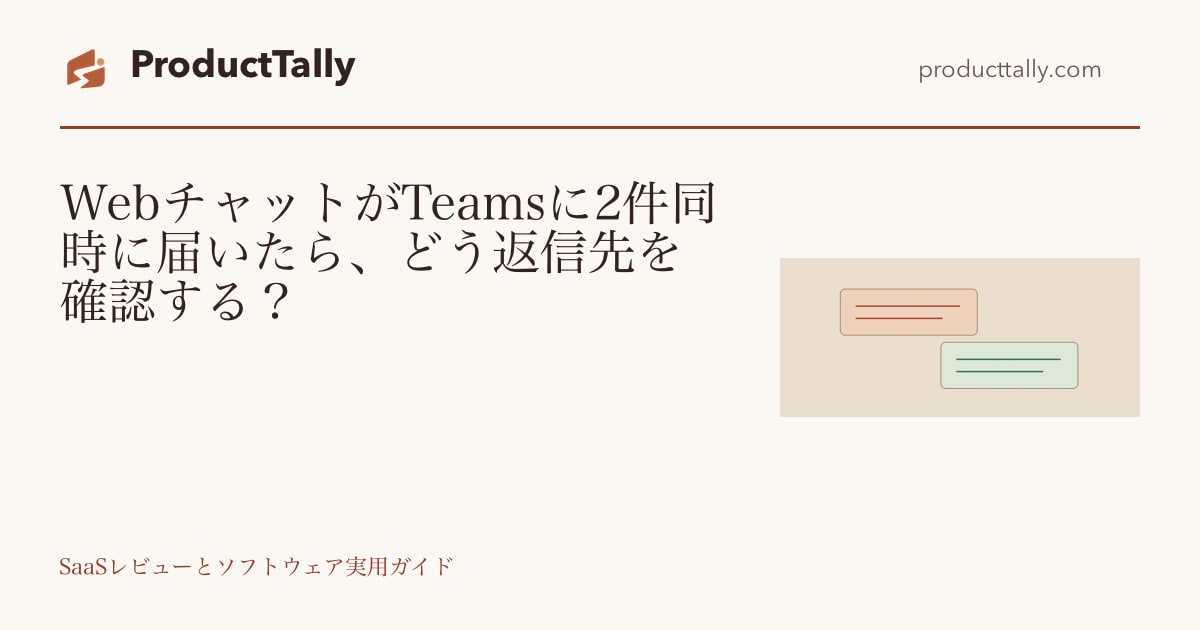 ProductTally
producttally.com
WebチャットがTeamsに2件同
時に届いたら、どう返信先を
確認する？
SaaSレビューとソフトウェア実用ガイド